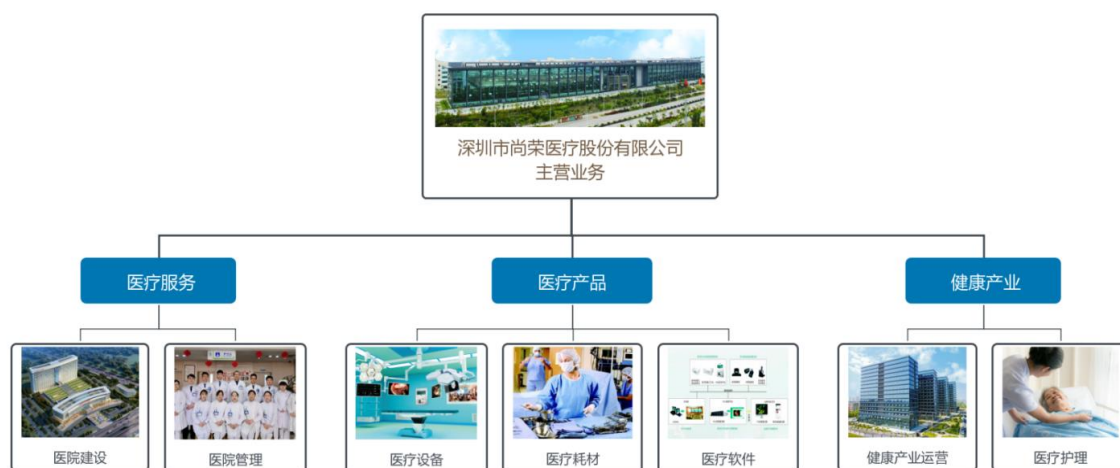 深圳市尚荣医疗股份有限公司
主营业务
医疗服务
医疗产品
健康产业
医院建设
医院管理
医疗设备
医疗耗材
医疗软件
健康产业运营
医疗护理